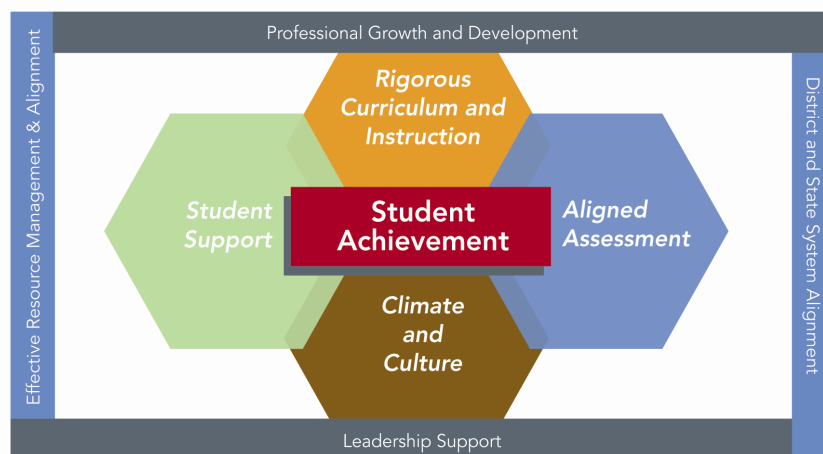 Professional Growth and Development
Effective Resource Management & Alignment
District and State System Alignment
Rigorous
Curriculum and
Instruction
Student
Support
Student
Achievement
Aligned
Assessment
Climate
and
Culture
Leadership Support